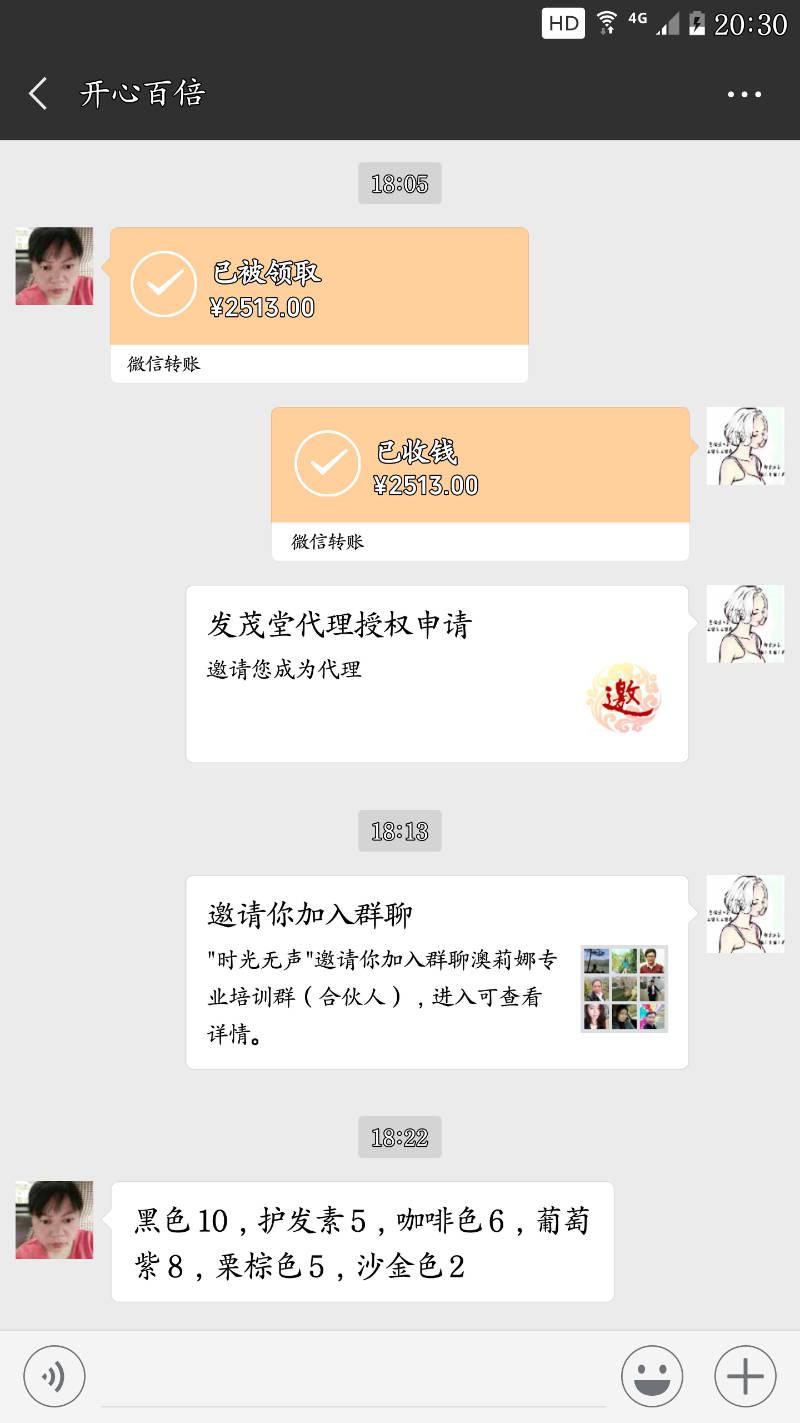 HD 4G 20:30
开心百倍
18:05
已被领取
¥2513.00
微信转账
已收钱
¥2513.00
微信转账
发茂堂代理授权申请
邀请您成为代理
邀
18:13
邀请你加入群聊
"时光无声"邀请你加入群聊澳莉娜专
业培训群（合伙人），进入可查看
详情。
18:22
黑色10，护发素5，咖啡色6，葡萄
紫8，栗棕色5，沙金色2